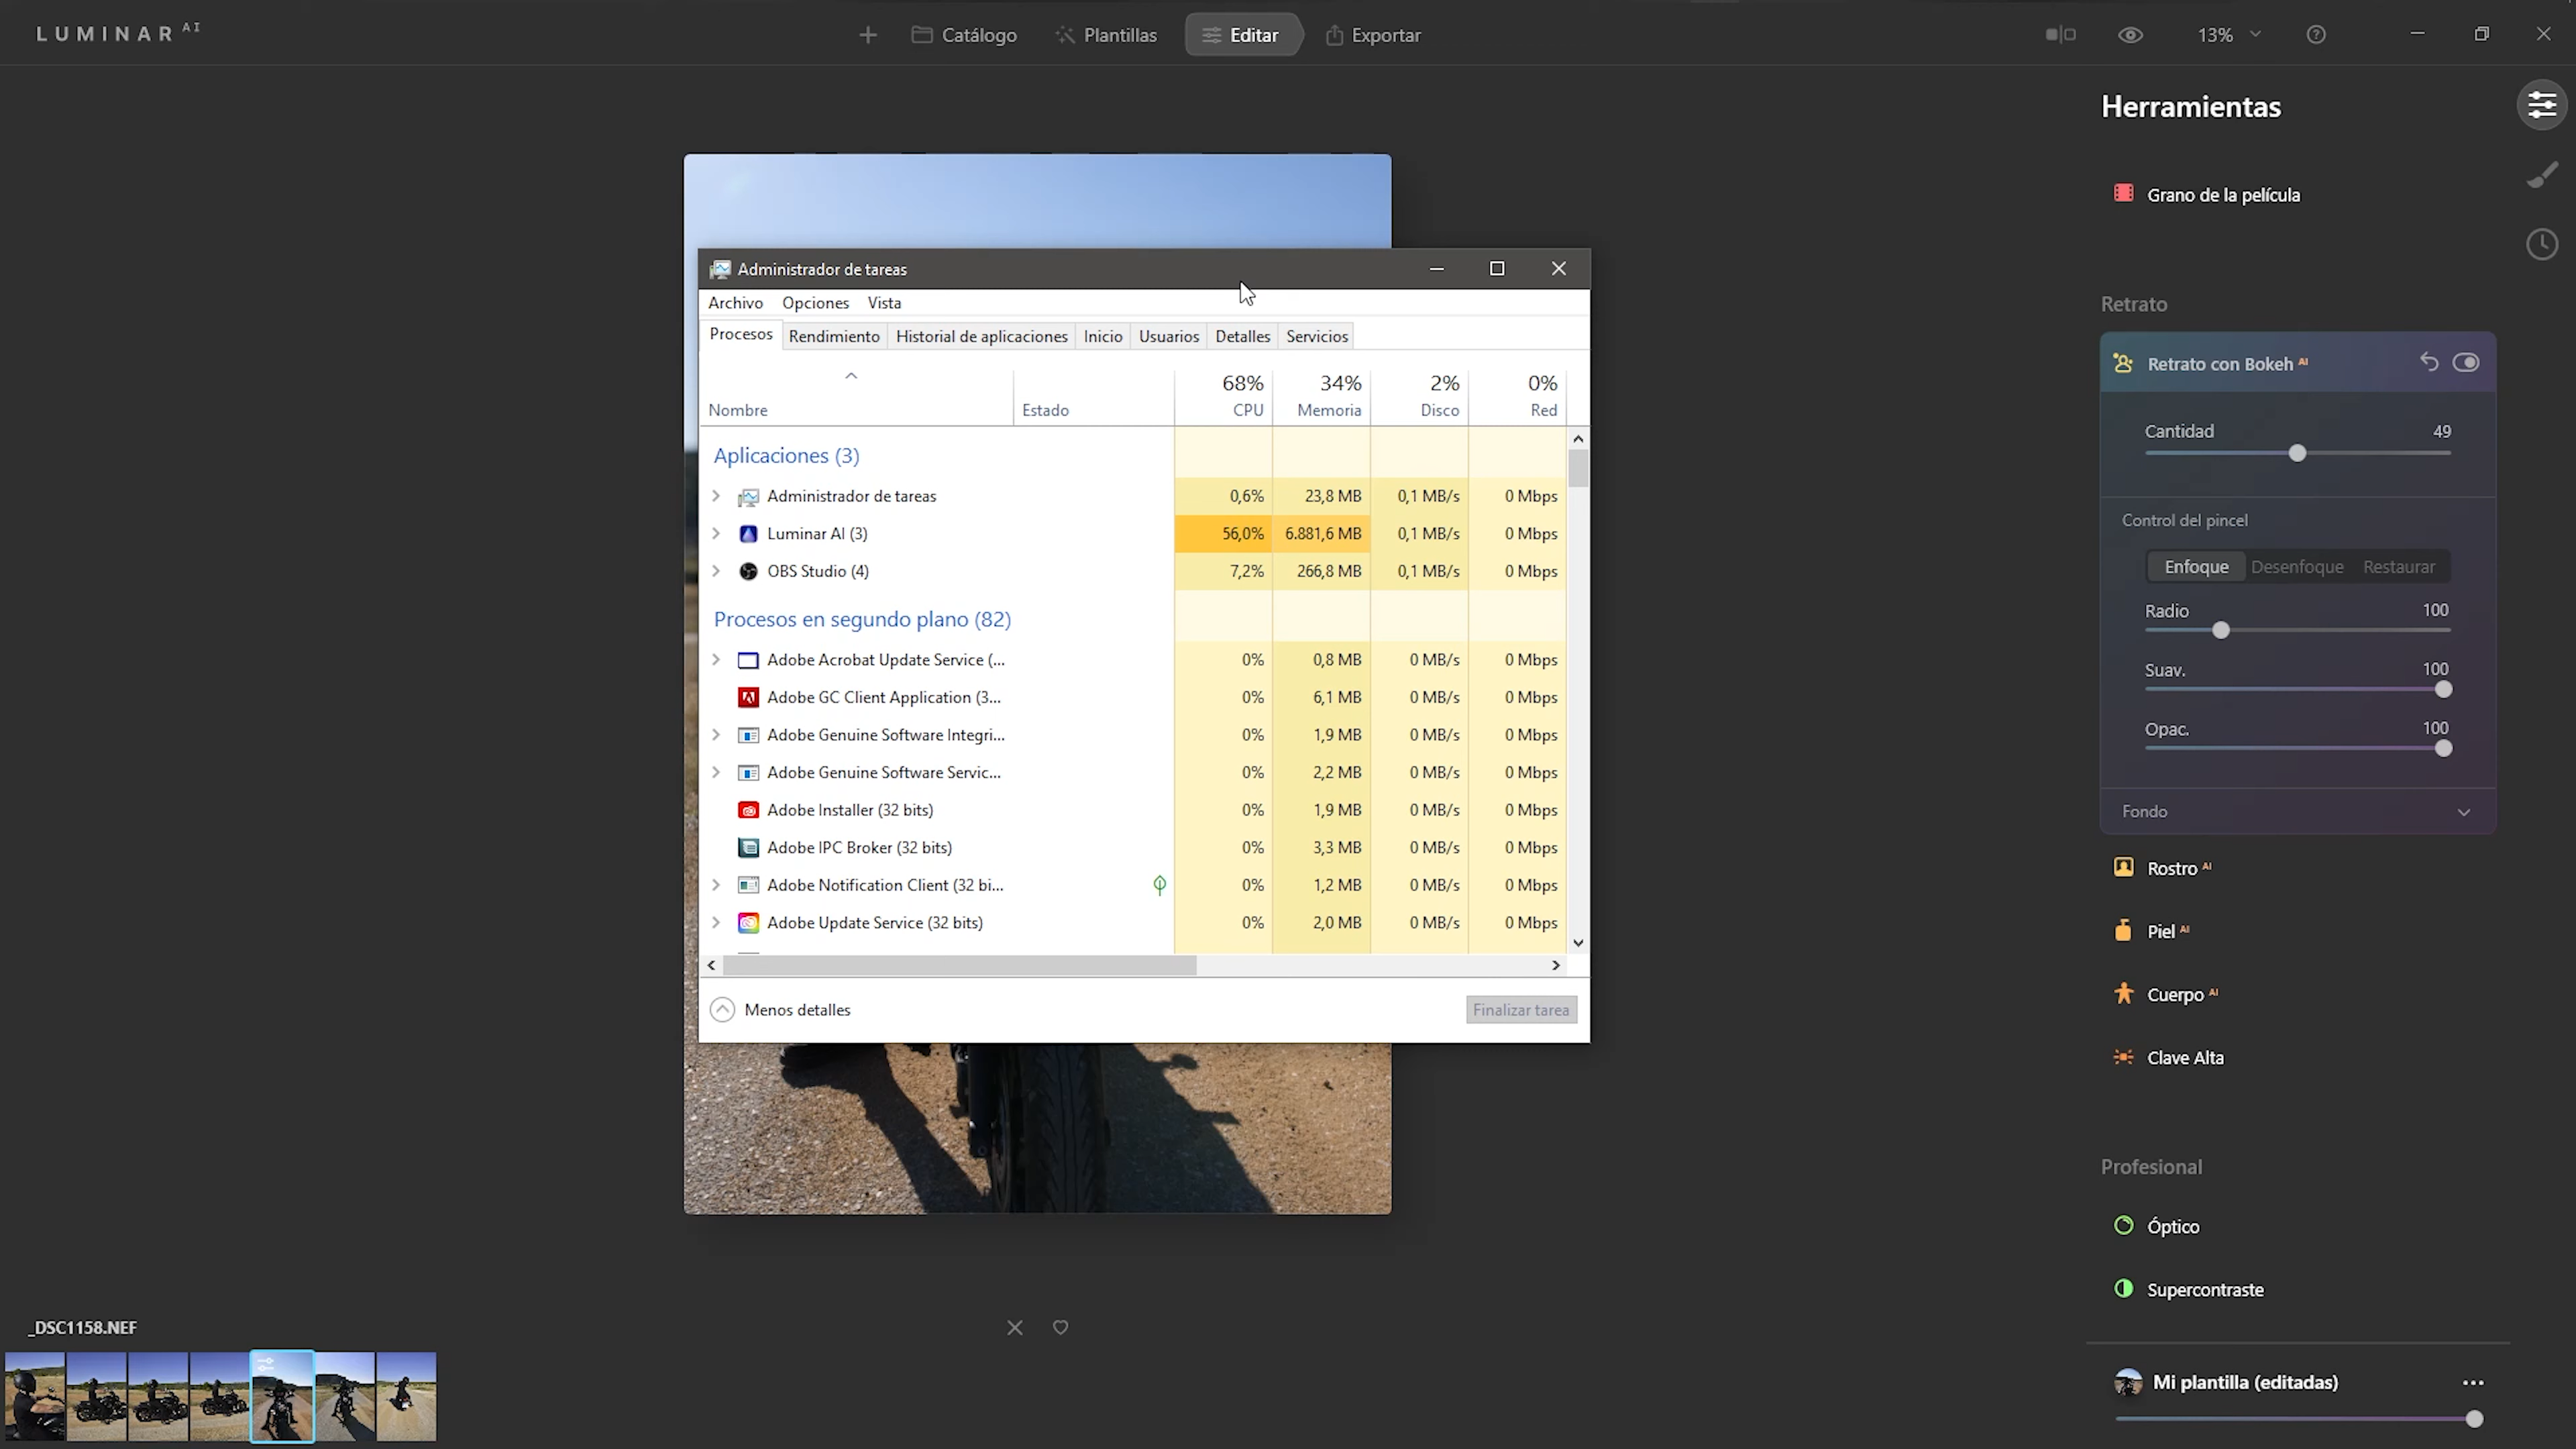 LUMINAR AI
Catálogo
Plantillas
Editar
Exportar
13%
Herramientas
Grano de la película
Retrato
Retrato con Bokeh AI
Cantidad 49
Control del pincel
Enfoque Desenfoque Restaurar
Radio 100
Suav. 100
Opac. 100
Fondo
Rostro AI
Piel AI
Cuerpo AI
Clave Alta
Profesional
Óptico
Supercontraste
Mi plantilla (editadas)
Administrador de tareas
Archivo Opciones Vista
Procesos Rendimiento Historial de aplicaciones Inicio Usuarios Detalles Servicios
68% 34% 2% 0%
Nombre Estado CPU Memoria Disco Red
Aplicaciones (3)
Administrador de tareas 0,6% 23,8 MB 0,1 MB/s 0 Mbps
Luminar AI (3) 56,0% 6.881,6 MB 0,1 MB/s 0 Mbps
OBS Studio (4) 7,2% 266,8 MB 0,1 MB/s 0 Mbps
Procesos en segundo plano (82)
Adobe Acrobat Update Service (... 0% 0,8 MB 0 MB/s 0 Mbps
Adobe GC Client Application (3... 0% 6,1 MB 0 MB/s 0 Mbps
Adobe Genuine Software Integri... 0% 1,9 MB 0 MB/s 0 Mbps
Adobe Genuine Software Servic... 0% 2,2 MB 0 MB/s 0 Mbps
Adobe Installer (32 bits) 0% 1,9 MB 0 MB/s 0 Mbps
Adobe IPC Broker (32 bits) 0% 3,3 MB 0 MB/s 0 Mbps
Adobe Notification Client (32 bi... 0% 1,2 MB 0 MB/s 0 Mbps
Adobe Update Service (32 bits) 0% 2,0 MB 0 MB/s 0 Mbps
Menos detalles
Finalizar tarea
_DSC1158.NEF